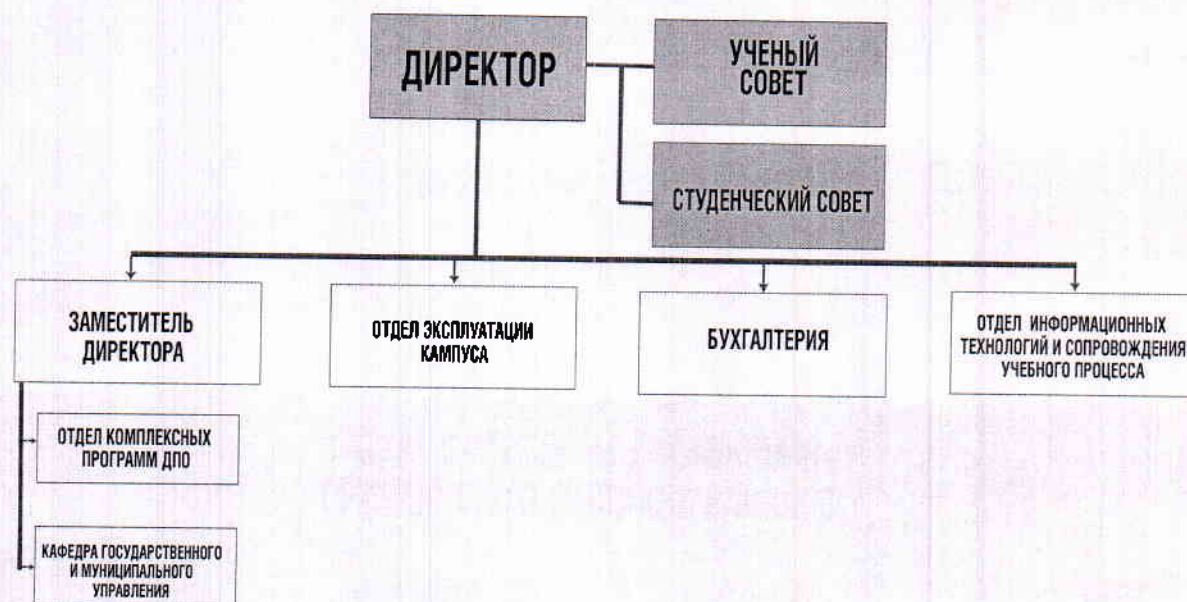 ДИРЕКТОР
УЧЕНЫЙ
СОВЕТ
СТУДЕНЧЕСКИЙ СОВЕТ
ЗАМЕСТИТЕЛЬ
ДИРЕКТОРА
ОТДЕЛ ЭКСПЛУАТАЦИИ
КАМПУСА
БУХГАЛТЕРИЯ
ОТДЕЛ ИНФОРМАЦИОННЫХ
ТЕХНОЛОГИЙ И СОПРОВОЖДЕНИЯ
УЧЕБНОГО ПРОЦЕССА
ОТДЕЛ КОМПЛЕКСНЫХ
ПРОГРАММ ДПО
КАФЕДРА ГОСУДАРСТВЕННОГО
И МУНИЦИПАЛЬНОГО
УПРАВЛЕНИЯ